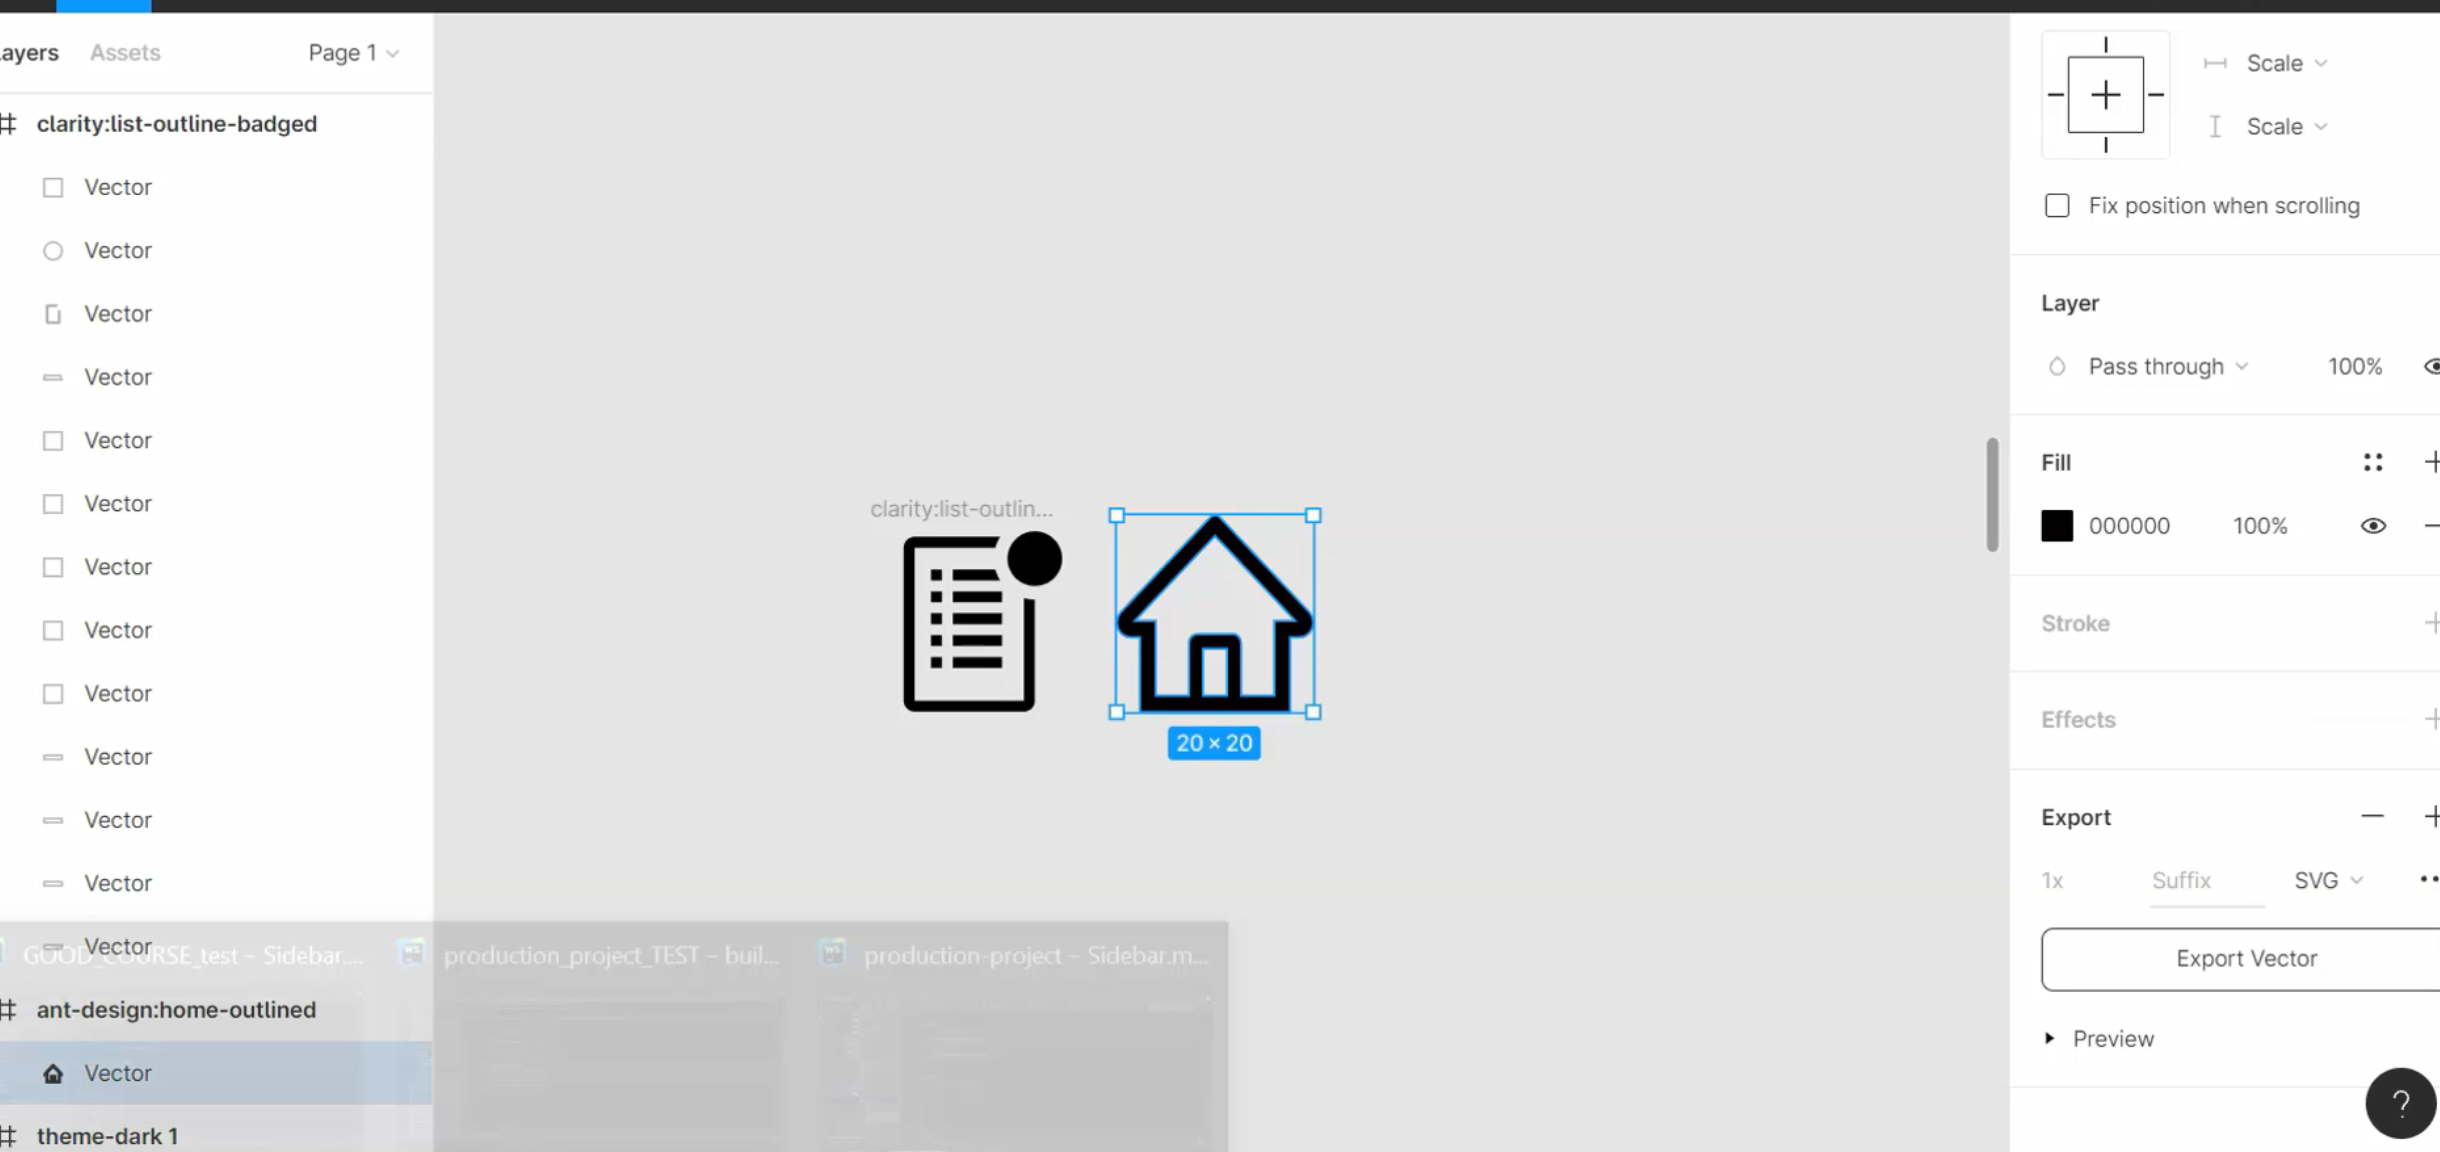 ayers Assets Page 1
clarity:list-outline-badged
Vector
Vector
Vector
Vector
Vector
Vector
Vector
Vector
Vector
Vector
Vector
Vector
Vector
ant-design:home-outlined
Vector
theme-dark 1
clarity:list-outlin...
20 × 20
GOOD_COURSE_test – Sidebar....
WS production_project_TEST – buil...
WS production-project – Sidebar.m...
Scale
Scale
Fix position when scrolling
Layer
Pass through 100%
Fill
000000 100%
Stroke
Effects
Export
1x Suffix SVG
Export Vector
Preview
?